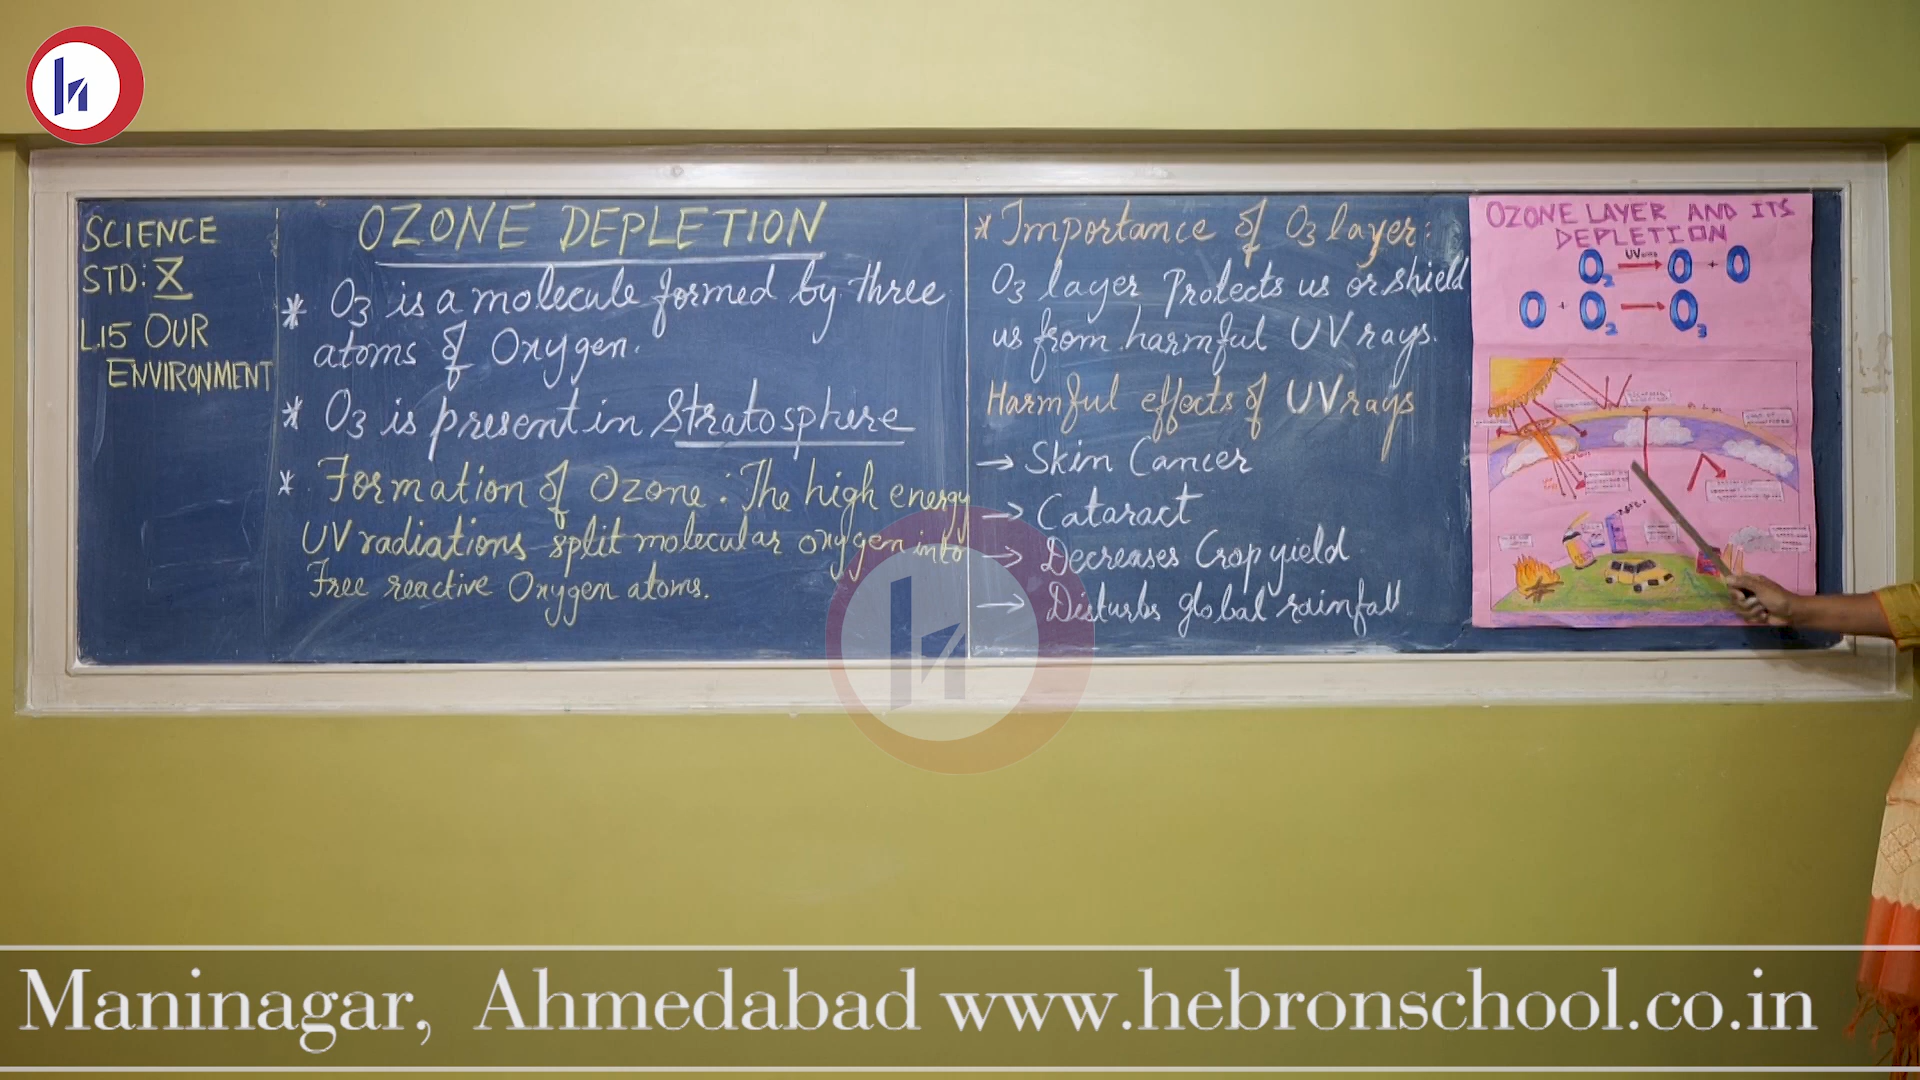 SCIENCE
STD: X
L15 OUR
ENVIRONMENT
OZONE DEPLETION
* O3 is a molecule formed by three
atoms of Oxygen.
* O3 is present in Stratosphere
* Formation of Ozone: The high energy
UV radiations split molecular oxygen into
Free reactive Oxygen atoms.
* Importance of O3 layer:
O3 layer Protects us or shield
us from harmful UV rays.
Harmful effects of UV rays
→ Skin Cancer
→ Cataract
→ Decreases Crop yield
→ Disturbs global rainfall
OZONE LAYER AND ITS
DEPLETION
UV
O2 → O + O
O + O2 → O3
Maninagar, Ahmedabad www.hebronschool.co.in